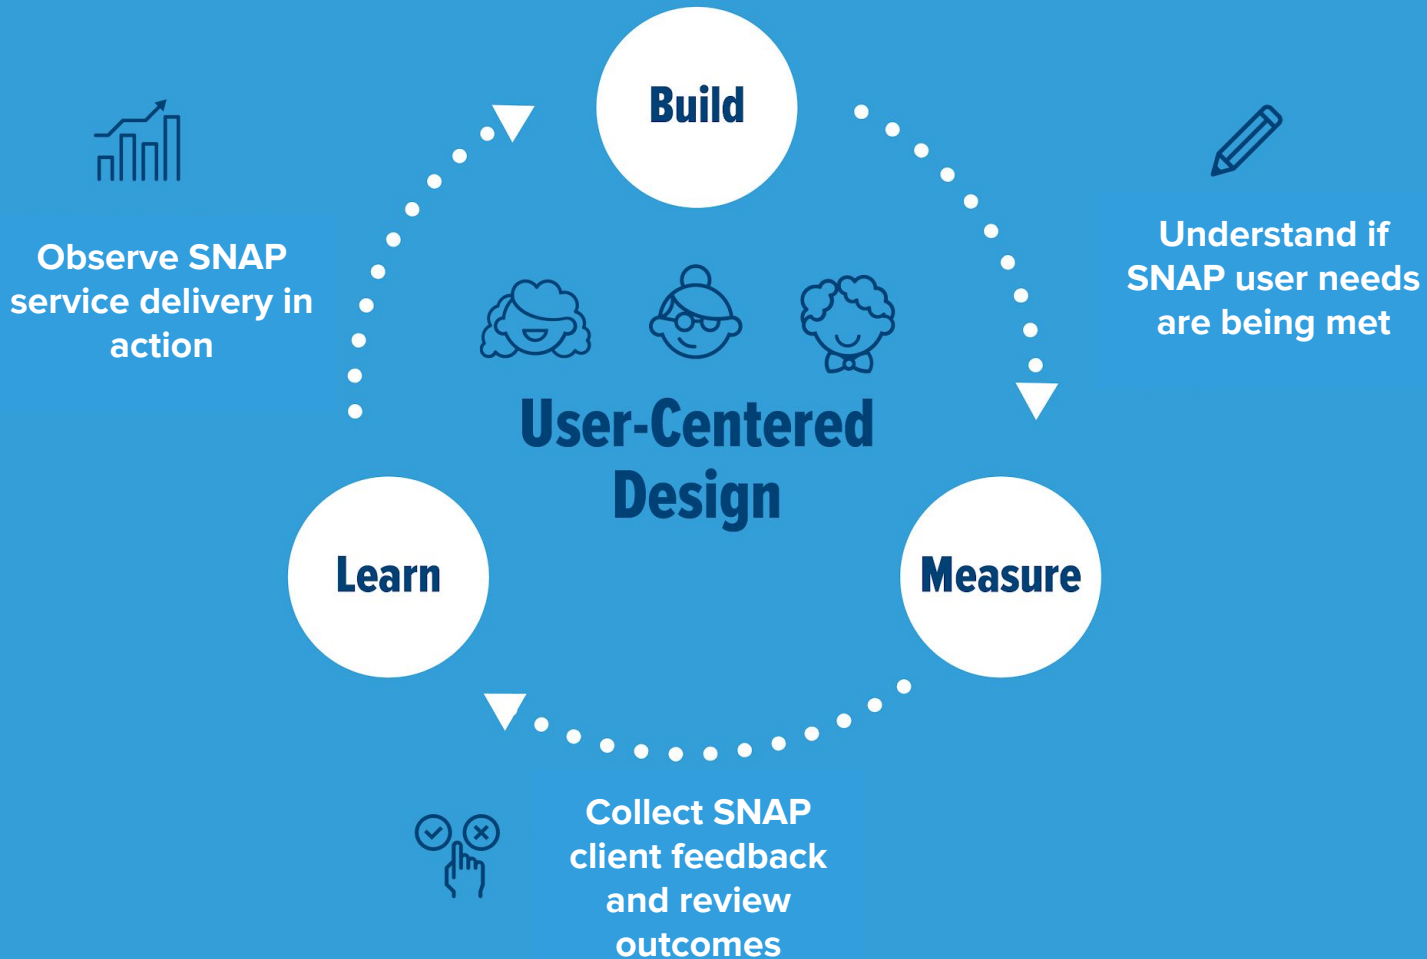 Build
Observe SNAP
service delivery in
action
Understand if
SNAP user needs
are being met
User-Centered
Design
Learn
Measure
Collect SNAP
client feedback
and review
outcomes